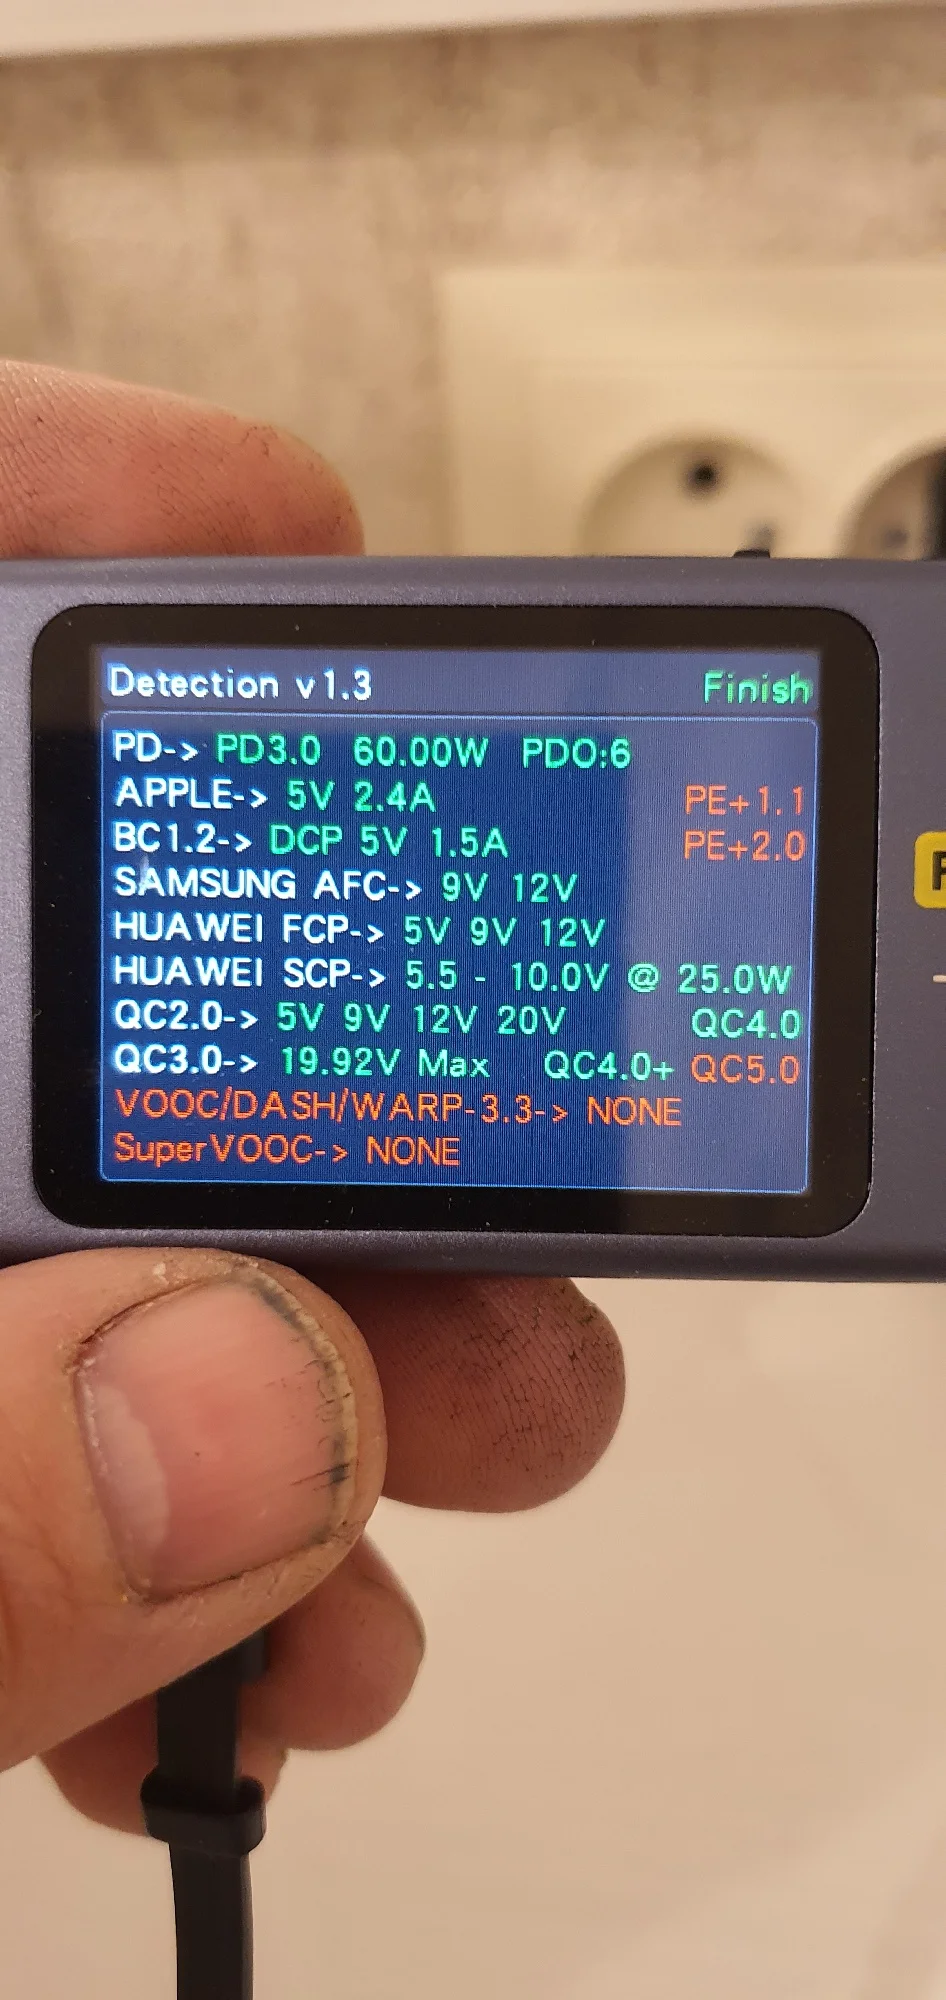 Detection v1.3 Finish
PD-> PD3.0 60.00W PDO:6
APPLE-> 5V 2.4A PE+1.1
BC1.2-> DCP 5V 1.5A PE+2.0
SAMSUNG AFC-> 9V 12V
HUAWEI FCP-> 5V 9V 12V
HUAWEI SCP-> 5.5 - 10.0V @ 25.0W
QC2.0-> 5V 9V 12V 20V QC4.0
QC3.0-> 19.92V Max QC4.0+ QC5.0
VOOC/DASH/WARP-3.3-> NONE
SuperVOOC-> NONE